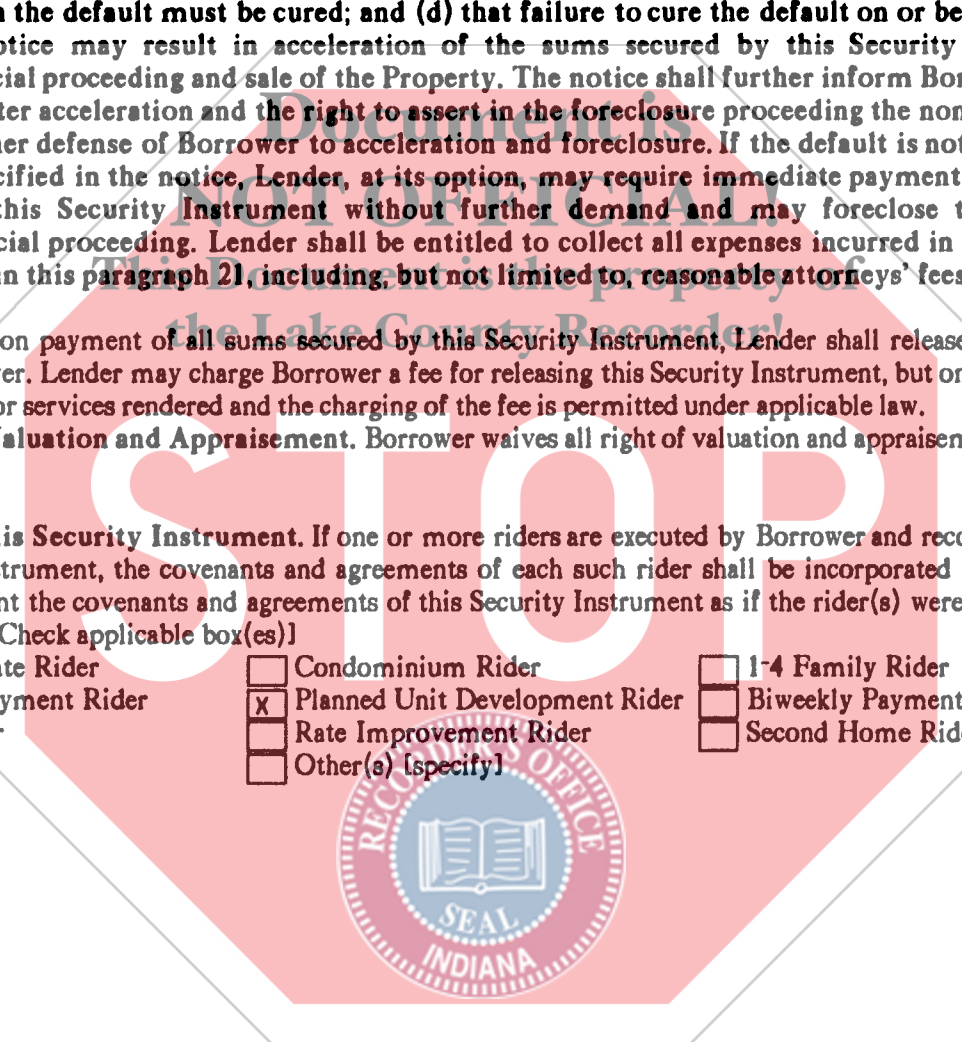 the default must be cured; and (d) that failure to cure the default on or be
otice may result in acceleration of the sums secured by this Security
cial proceeding and sale of the Property. The notice shall further inform Bor
ter acceleration and the right to assert in the foreclosure proceeding the non
her defense of Borrower to acceleration and foreclosure. If the default is not
cified in the notice, Lender, at its option, may require immediate payment
this Security Instrument without further demand and may foreclose t
cial proceeding. Lender shall be entitled to collect all expenses incurred in
n this paragraph 21, including, but not limited to, reasonable attorneys' fees
on payment of all sums secured by this Security Instrument, Lender shall release
er. Lender may charge Borrower a fee for releasing this Security Instrument, but on
or services rendered and the charging of the fee is permitted under applicable law.
aluation and Appraisement. Borrower waives all right of valuation and appraisem
is Security Instrument. If one or more riders are executed by Borrower and reco
trument, the covenants and agreements of each such rider shall be incorporated
nt the covenants and agreements of this Security Instrument as if the rider(s) were
Check applicable box(es)]
te Rider Condominium Rider 1-4 Family Rider
yment Rider X Planned Unit Development Rider Biweekly Payment
Rate Improvement Rider Second Home Rid
Other(s) [specify]
Document is
NOT OFFICIAL!
This Document is the property of
the Lake County Recorder!
STOP
RECORDER'S OFFICE
SEAL
INDIANA